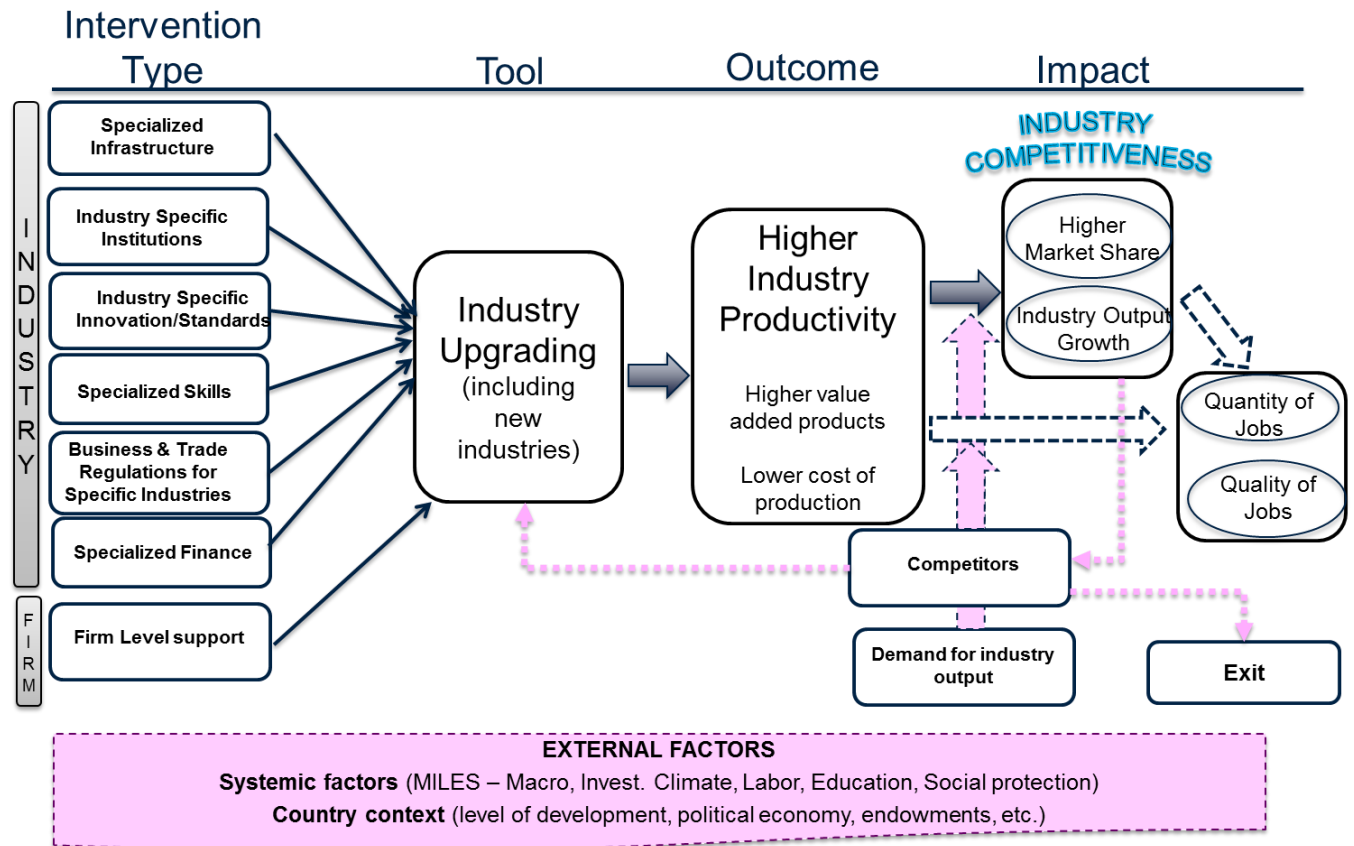 Intervention
Type
Tool
Outcome
Impact
INDUSTRY
FIRM
Specialized
Infrastructure
Industry Specific
Institutions
Industry Specific
Innovation/Standards
Specialized Skills
Business & Trade
Regulations for
Specific Industries
Specialized Finance
Firm Level support
Industry
Upgrading
(including
new
industries)
Higher
Industry
Productivity
Higher value
added products
Lower cost of
production
INDUSTRY
COMPETITIVENESS
Higher
Market Share
Industry Output
Growth
Quantity of
Jobs
Quality of
Jobs
Competitors
Demand for industry
output
Exit
EXTERNAL FACTORS
Systemic factors (MILES – Macro, Invest. Climate, Labor, Education, Social protection)
Country context (level of development, political economy, endowments, etc.)